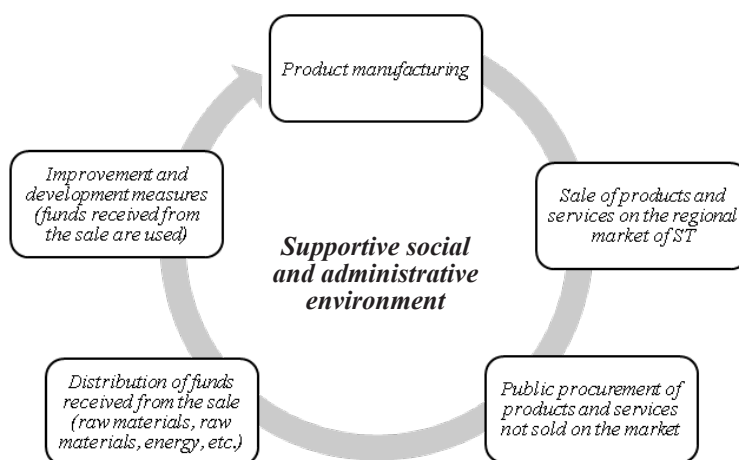 Product manufacturing
Improvement and
development measures
(funds received from
the sale are used)
Sale of products and
services on the regional
market of ST
Supportive social
and administrative
environment
Distribution of funds
received from the sale
(raw materials, raw
materials, energy, etc.)
Public procurement of
products and services
not sold on the market